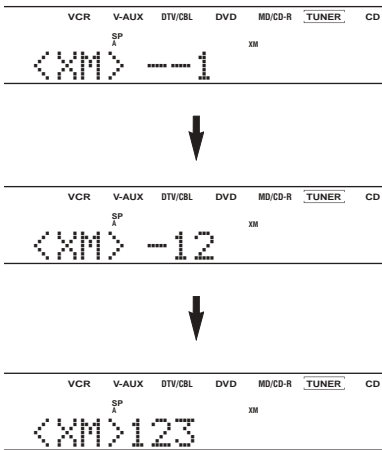 VCR V-AUX DTV/CBL DVD MD/CD-R TUNER CD
SP
A XM
<XM> --1
VCR V-AUX DTV/CBL DVD MD/CD-R TUNER CD
SP
A XM
<XM> -12
VCR V-AUX DTV/CBL DVD MD/CD-R TUNER CD
SP
A XM
<XM>123